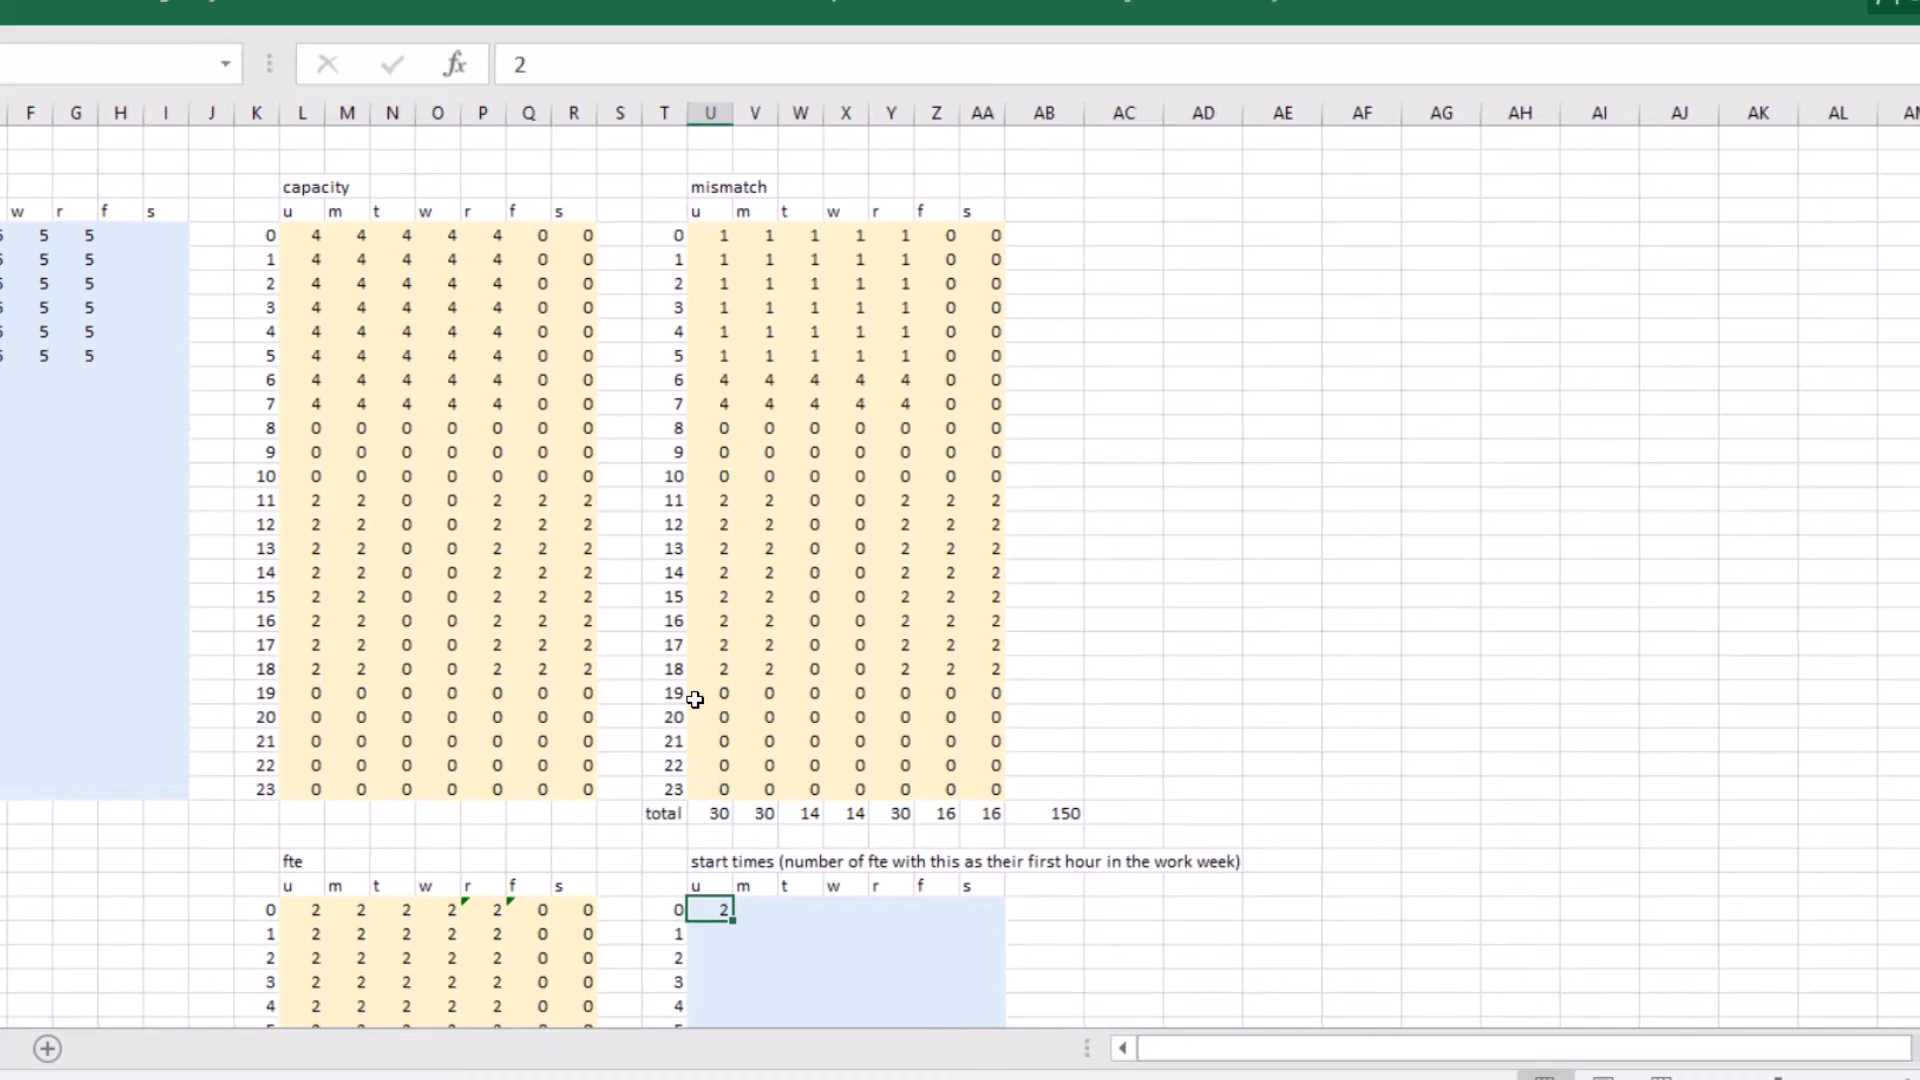 2
F G H I J K L M N O P Q R S T U V W X Y Z AA AB AC AD AE AF AG AH AI AJ AK AL
capacity mismatch
w r f s u m t w r f s u m t w r f s
5 5 0 4 4 4 4 4 0 0 0 1 1 1 1 1 0 0
5 5 1 4 4 4 4 4 0 0 1 1 1 1 1 1 0 0
5 5 2 4 4 4 4 4 0 0 2 1 1 1 1 1 0 0
5 5 3 4 4 4 4 4 0 0 3 1 1 1 1 1 0 0
5 5 4 4 4 4 4 4 0 0 4 1 1 1 1 1 0 0
5 5 5 4 4 4 4 4 0 0 5 1 1 1 1 1 0 0
6 4 4 4 4 4 0 0 6 4 4 4 4 4 0 0
7 4 4 4 4 4 0 0 7 4 4 4 4 4 0 0
8 0 0 0 0 0 0 0 8 0 0 0 0 0 0 0
9 0 0 0 0 0 0 0 9 0 0 0 0 0 0 0
10 0 0 0 0 0 0 0 10 0 0 0 0 0 0 0
11 2 2 0 0 2 2 2 11 2 2 0 0 2 2 2
12 2 2 0 0 2 2 2 12 2 2 0 0 2 2 2
13 2 2 0 0 2 2 2 13 2 2 0 0 2 2 2
14 2 2 0 0 2 2 2 14 2 2 0 0 2 2 2
15 2 2 0 0 2 2 2 15 2 2 0 0 2 2 2
16 2 2 0 0 2 2 2 16 2 2 0 0 2 2 2
17 2 2 0 0 2 2 2 17 2 2 0 0 2 2 2
18 2 2 0 0 2 2 2 18 2 2 0 0 2 2 2
19 0 0 0 0 0 0 0 19 0 0 0 0 0 0 0
20 0 0 0 0 0 0 0 20 0 0 0 0 0 0 0
21 0 0 0 0 0 0 0 21 0 0 0 0 0 0 0
22 0 0 0 0 0 0 0 22 0 0 0 0 0 0 0
23 0 0 0 0 0 0 0 23 0 0 0 0 0 0 0
total 30 30 14 14 30 16 16 150
fte start times (number of fte with this as their first hour in the work week)
u m t w r f s u m t w r f s
0 2 2 2 2 2 0 0 0 2
1 2 2 2 2 2 0 0 1
2 2 2 2 2 2 0 0 2
3 2 2 2 2 2 0 0 3
4 2 2 2 2 2 0 0 4